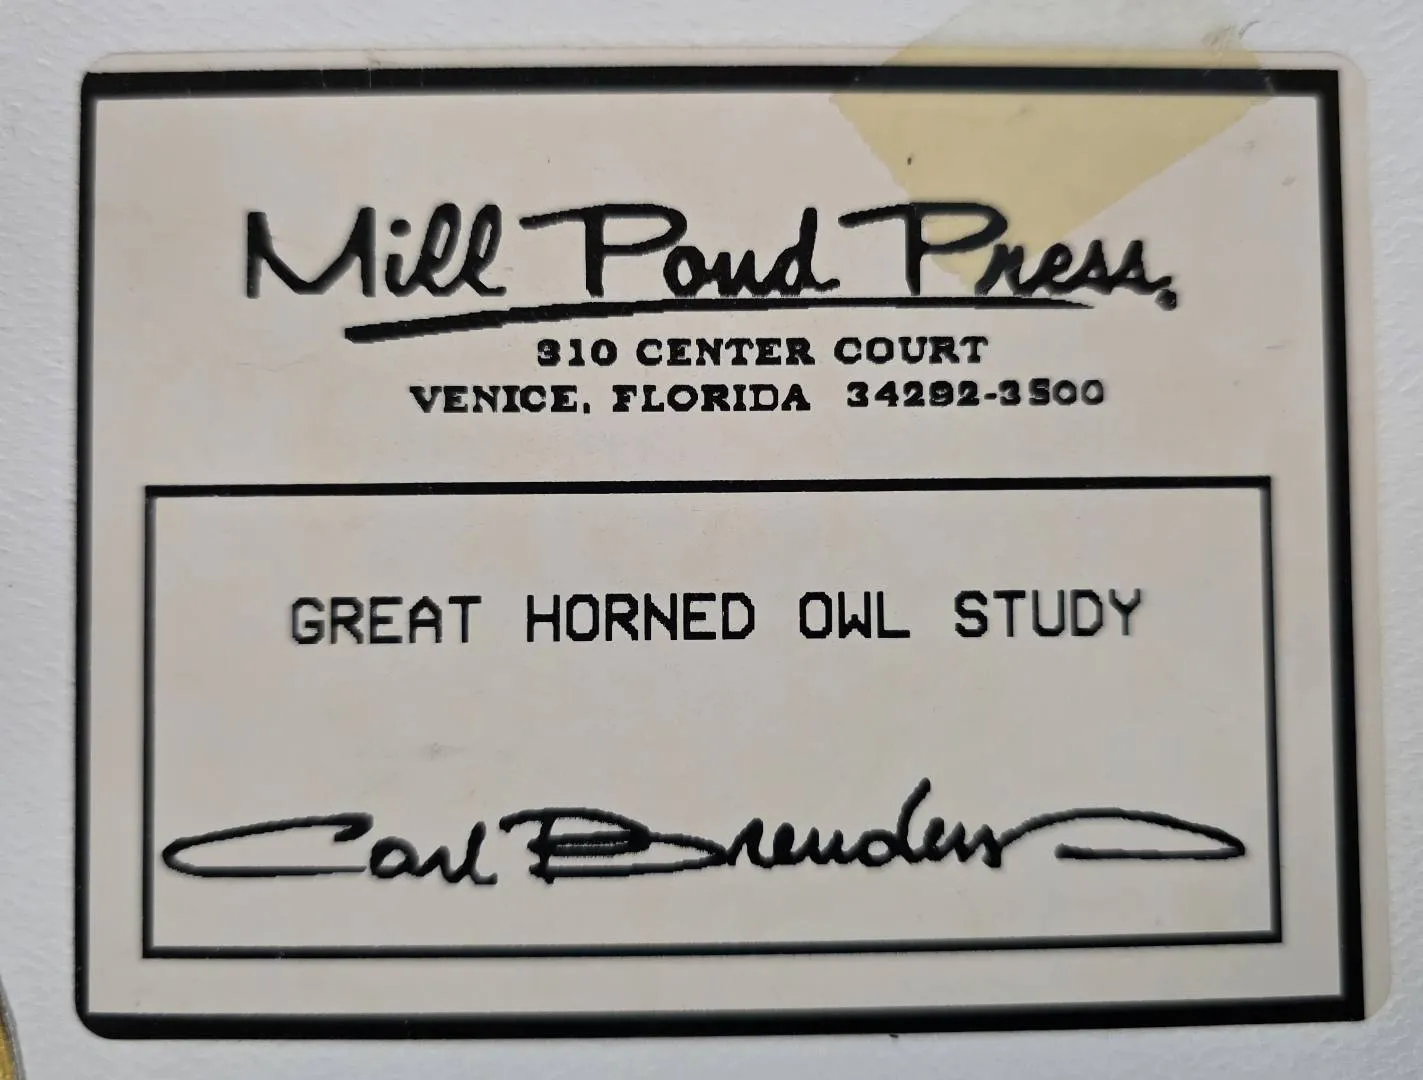 Mill Pond Press.
310 CENTER COURT
VENICE, FLORIDA 34292-3500
GREAT HORNED OWL STUDY
Carl Brenders